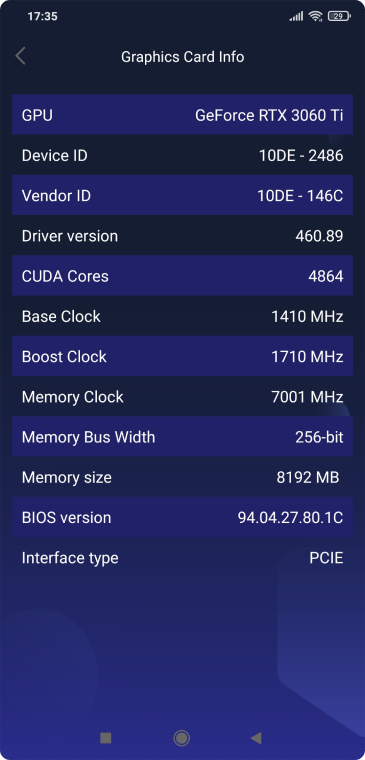 17:35
29
Graphics Card Info
GPU GeForce RTX 3060 Ti
Device ID 10DE - 2486
Vendor ID 10DE - 146C
Driver version 460.89
CUDA Cores 4864
Base Clock 1410 MHz
Boost Clock 1710 MHz
Memory Clock 7001 MHz
Memory Bus Width 256-bit
Memory size 8192 MB
BIOS version 94.04.27.80.1C
Interface type PCIE